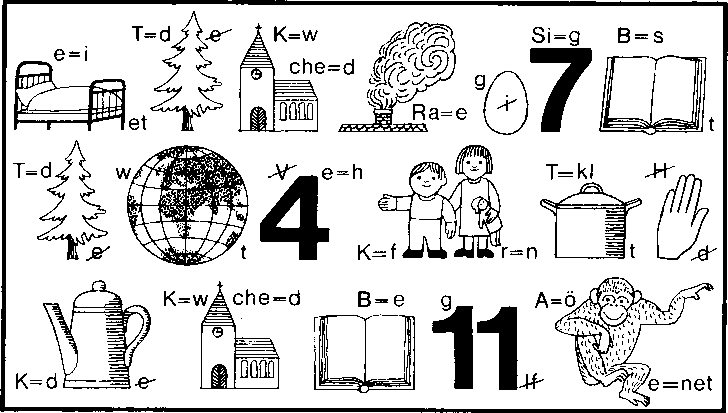 e=i et T=d e K=w che=d Ra=e g i Si=g 7 B=s t
T=d e w t V 4 e=h K=f r=n T=kl t H d
K=d e K=w che=d B=e g 11 lf A=ö e=net